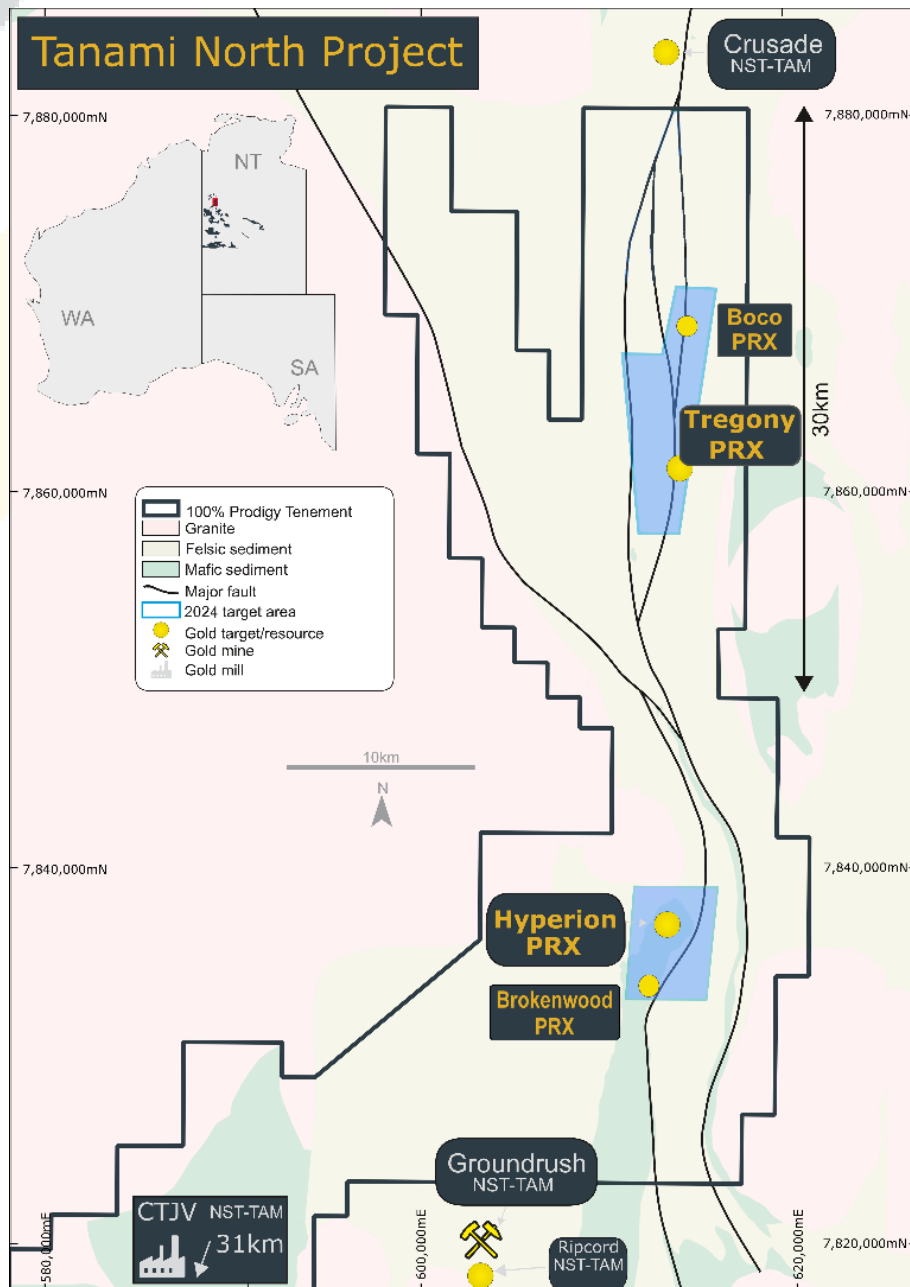 Tanami North Project
Crusade
NST-TAM
7,880,000mN
7,880,000mN
NT
WA
SA
Boco
PRX
Tregony
PRX
30km
7,860,000mN
7,860,000mN
100% Prodigy Tenement
Granite
Felsic sediment
Mafic sediment
Major fault
2024 target area
Gold target/resource
Gold mine
Gold mill
10km
N
7,840,000mN
7,840,000mN
Hyperion
PRX
Brokenwood
PRX
Groundrush
NST-TAM
CTJV NST-TAM
31km
Ripcord
NST-TAM
7,820,000mN
580,000mE
600,000mE
620,000mE